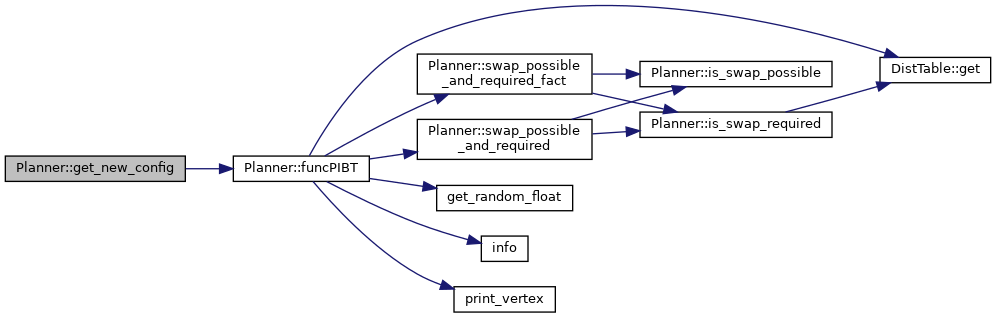 Planner::get_new_config
Planner::funcPIBT
Planner::swap_possible
_and_required_fact
Planner::swap_possible
_and_required
get_random_float
info
print_vertex
Planner::is_swap_possible
Planner::is_swap_required
DistTable::get